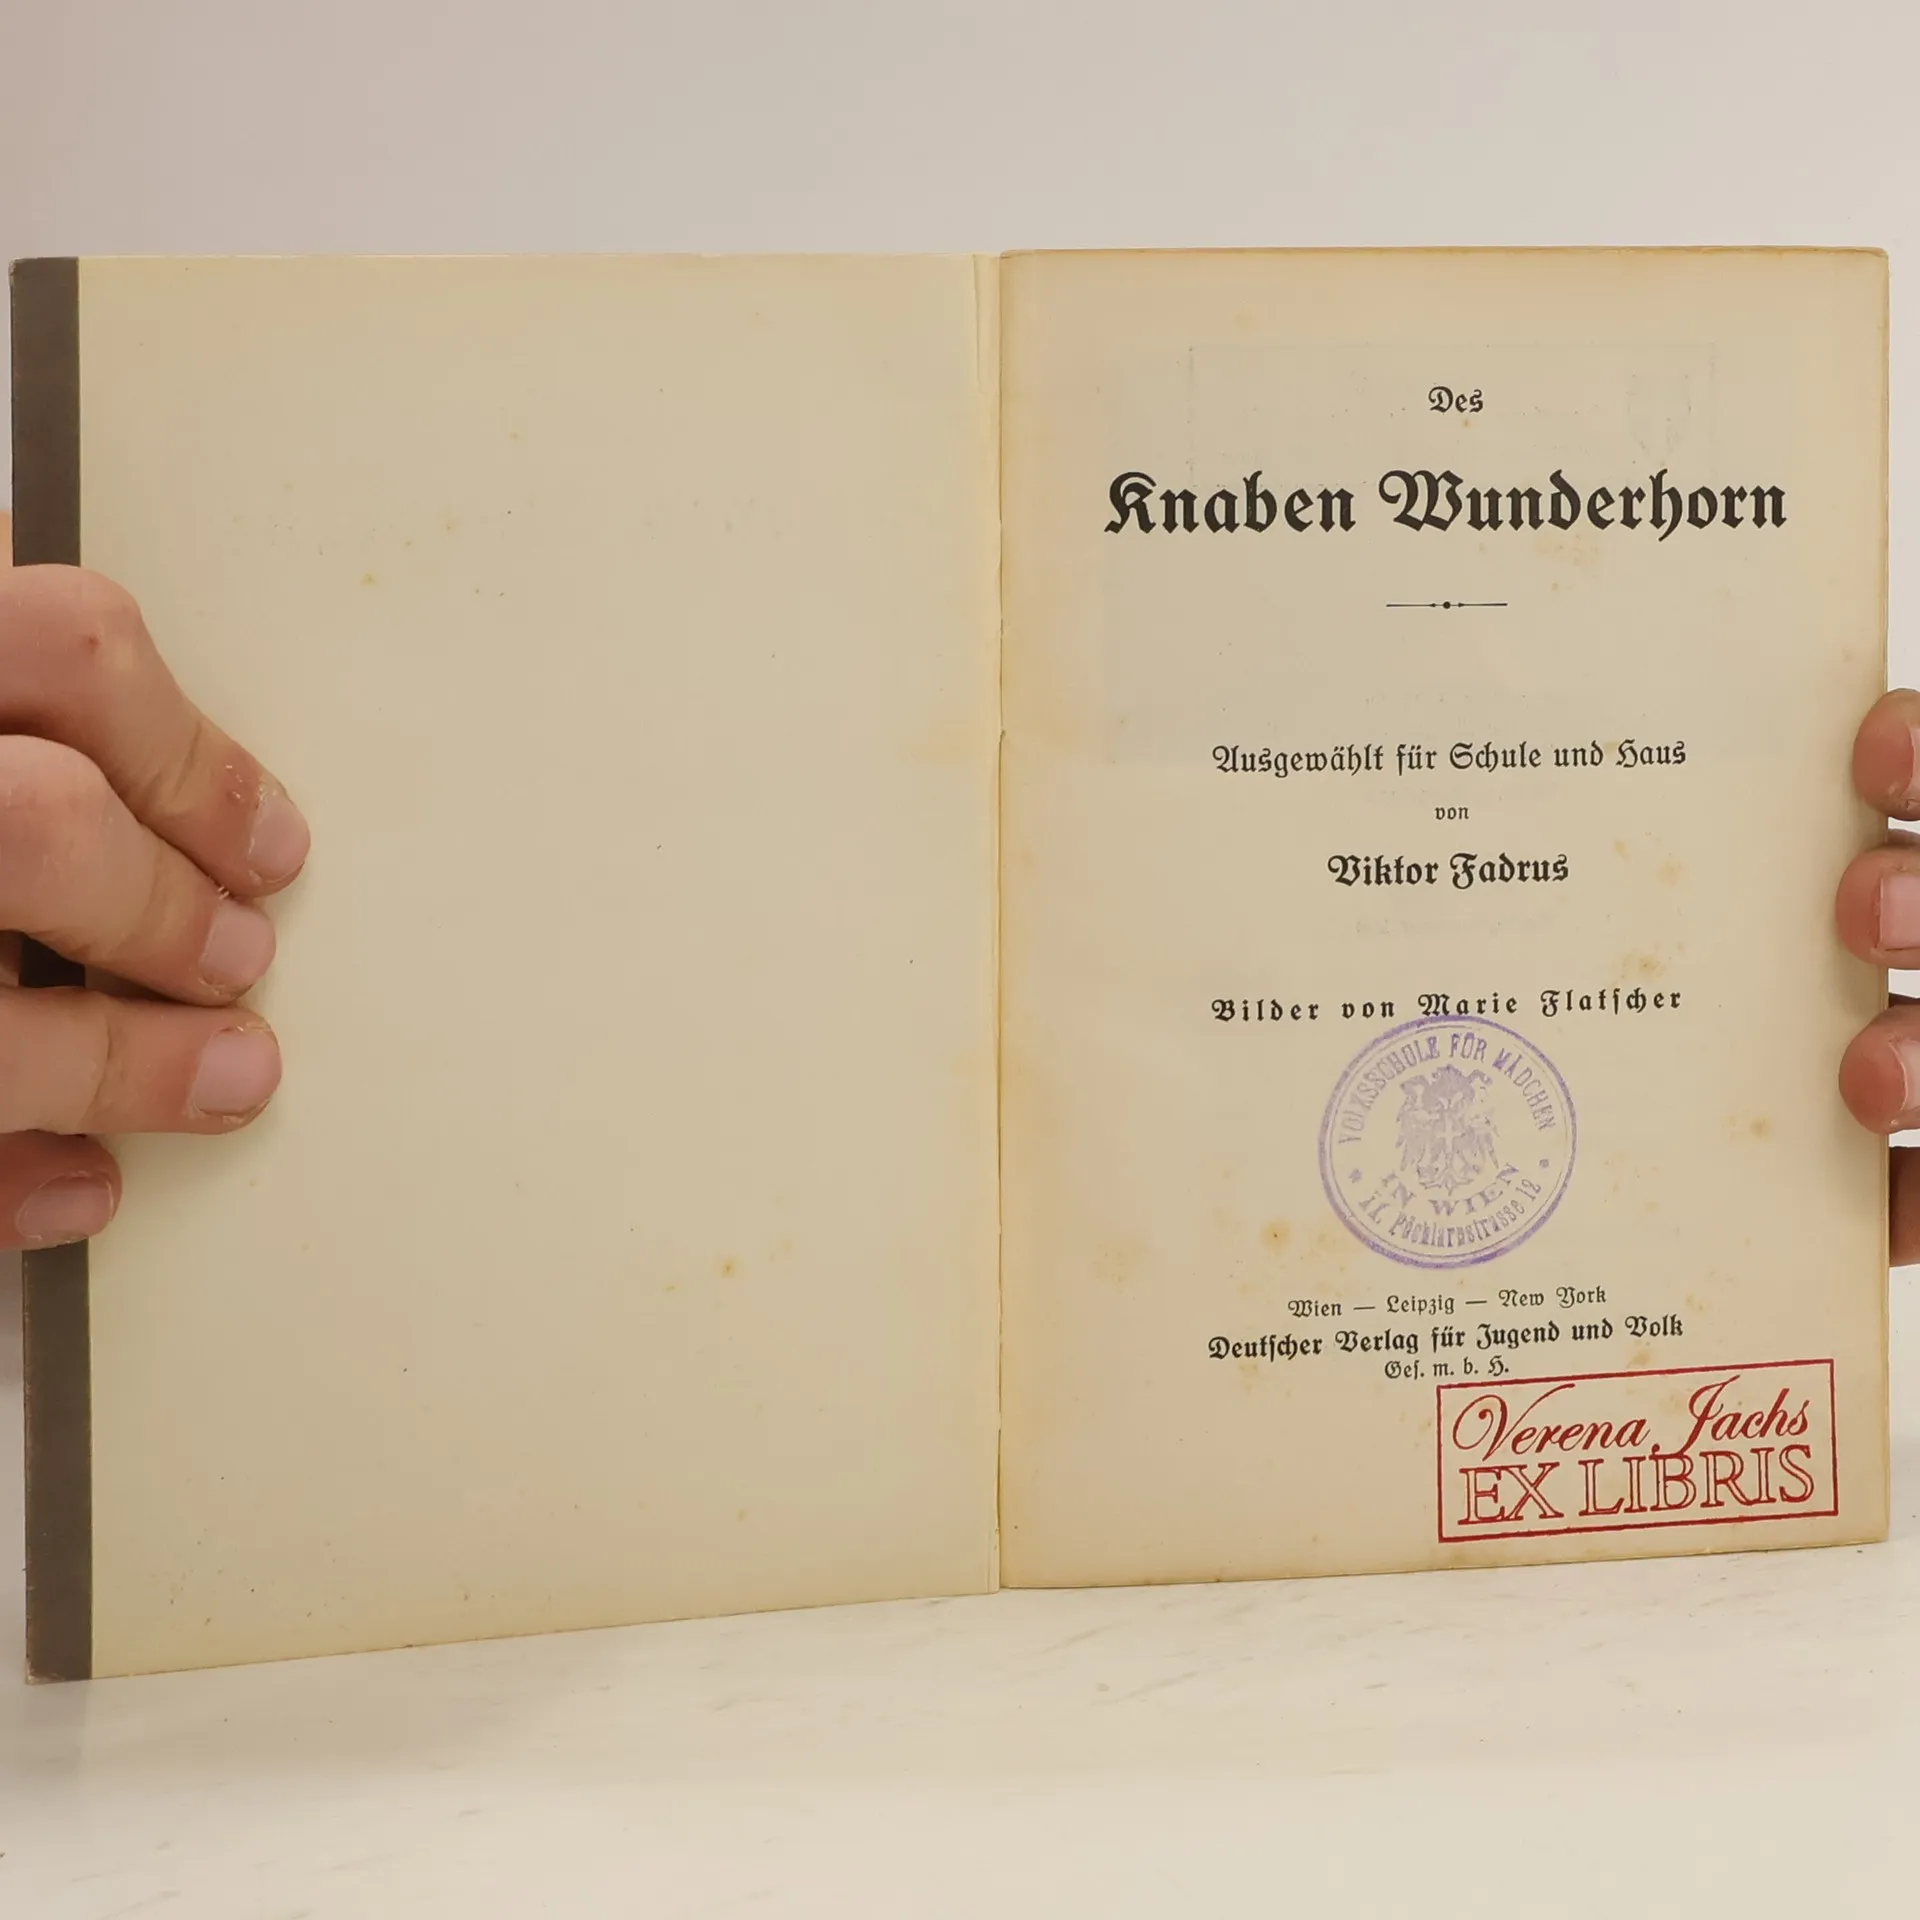 Des
Knaben Wunderhorn
Ausgewählt für Schule und Haus
von
Viktor Fadrus
Bilder von Marie Flatscher
VOLKSSCHULE FÜR MÄDCHEN
IN WIEN
XX. Pöchlarnstrasse 12
Wien — Leipzig — New York
Deutscher Verlag für Jugend und Volk
Ges. m. b. H.
Verena Jachs
EX LIBRIS